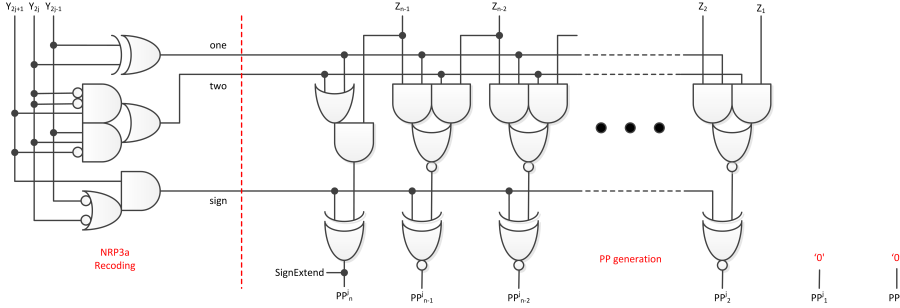 Y2j+1 Y2j Y2j-1 Zn-1 Zn-2 Z2 Z1
one
two
sign
NRP3a
Recoding
PP generation
'0' '0
SignExtend
PPjn PPjn-1 PPjn-2 PPj2 PPj1 PP